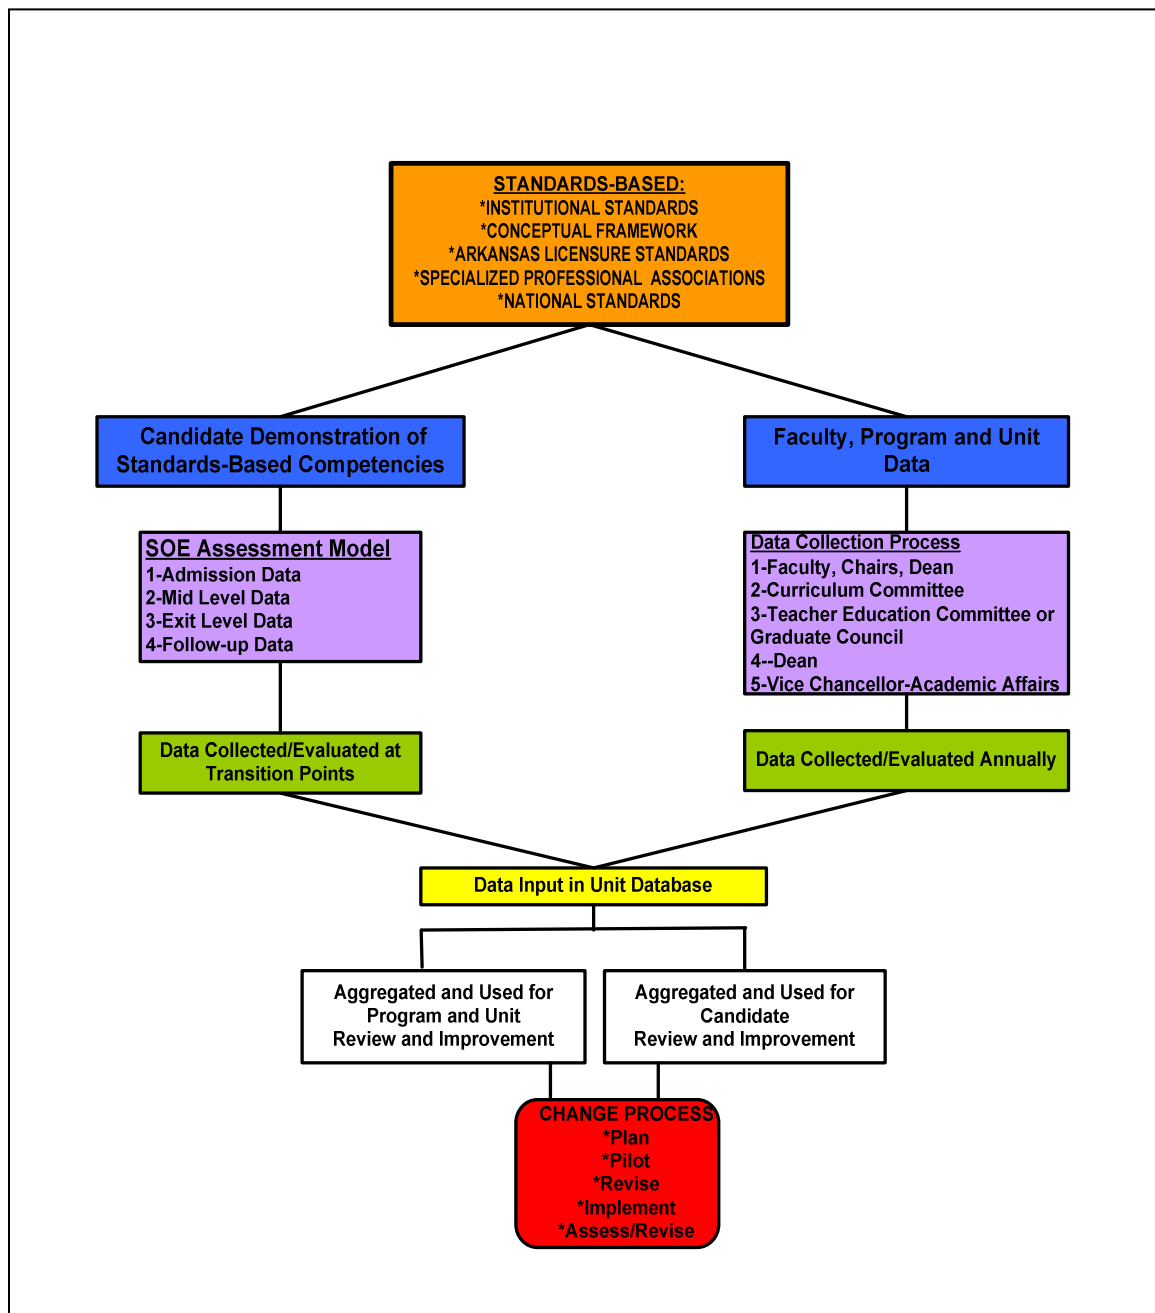 STANDARDS-BASED:
*INSTITUTIONAL STANDARDS
*CONCEPTUAL FRAMEWORK
*ARKANSAS LICENSURE STANDARDS
*SPECIALIZED PROFESSIONAL ASSOCIATIONS
*NATIONAL STANDARDS
Candidate Demonstration of
Standards-Based Competencies
Faculty, Program and Unit
Data
SOE Assessment Model
1-Admission Data
2-Mid Level Data
3-Exit Level Data
4-Follow-up Data
Data Collection Process
1-Faculty, Chairs, Dean
2-Curriculum Committee
3-Teacher Education Committee or
Graduate Council
4--Dean
5-Vice Chancellor-Academic Affairs
Data Collected/Evaluated at
Transition Points
Data Collected/Evaluated Annually
Data Input in Unit Database
Aggregated and Used for
Program and Unit
Review and Improvement
Aggregated and Used for
Candidate
Review and Improvement
CHANGE PROCESS
*Plan
*Pilot
*Revise
*Implement
*Assess/Revise